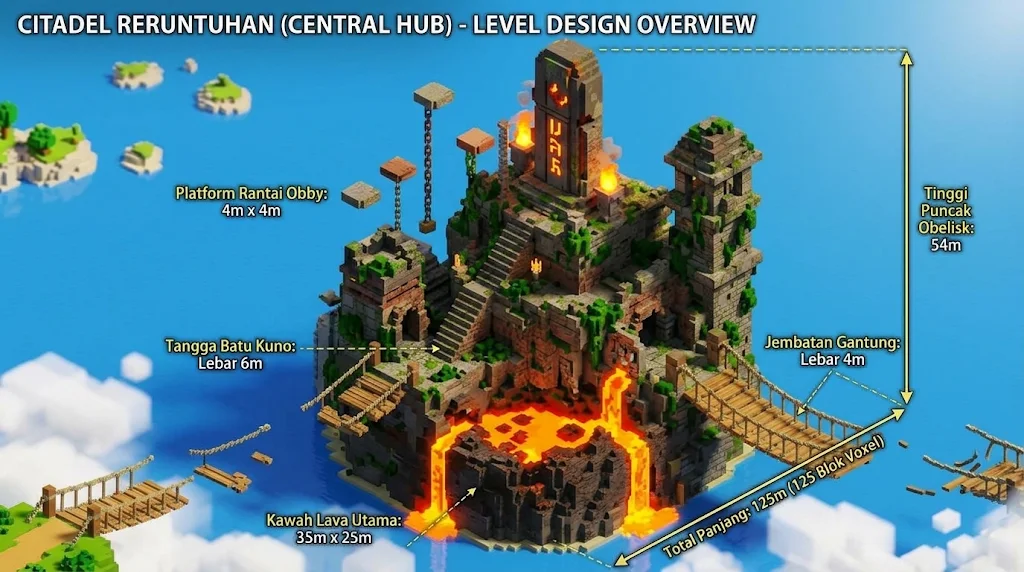 CITADEL RERUNTUHAN (CENTRAL HUB) - LEVEL DESIGN OVERVIEW
Platform Rantai Obby:
4m x 4m
Tinggi
Puncak
Obelisk:
54m
Tangga Batu Kuno:
Lebar 6m
Jembatan Gantung:
Lebar 4m
Kawah Lava Utama:
35m x 25m
Total Panjang: 125m (125 Blok Voxel)